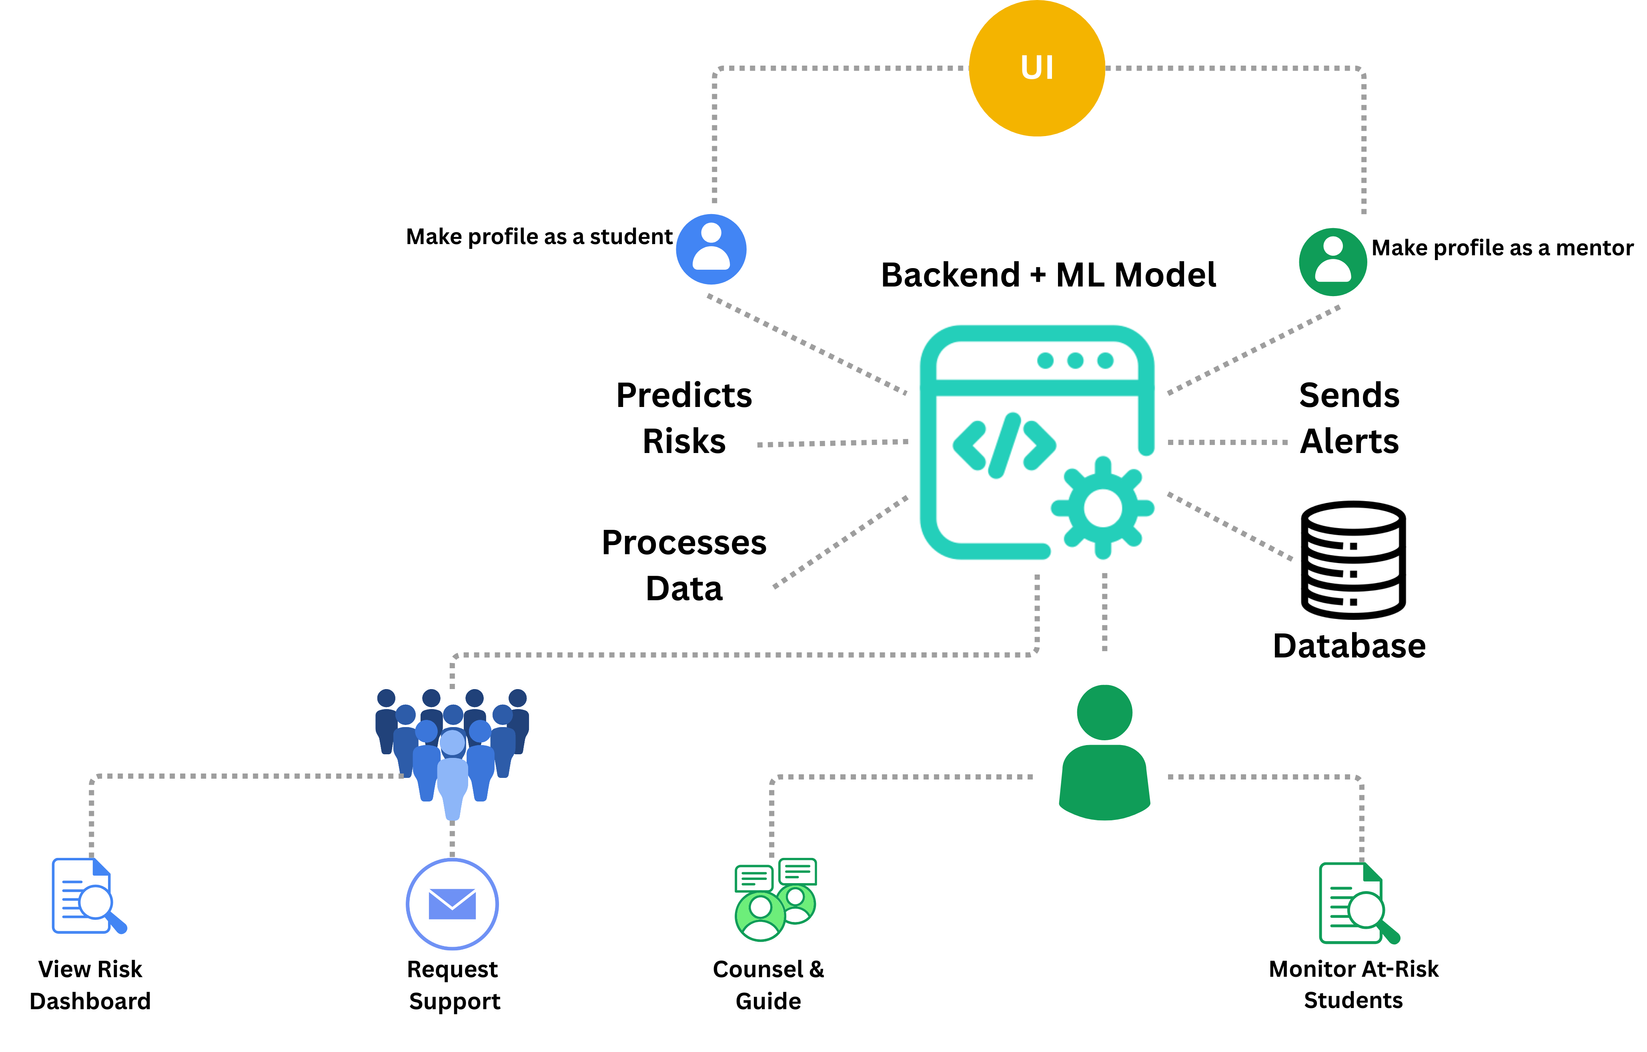 UI
Make profile as a student
Make profile as a mentor
Backend + ML Model
Predicts
Risks
Sends
Alerts
Processes
Data
Database
View Risk
Dashboard
Request
Support
Counsel &
Guide
Monitor At-Risk
Students